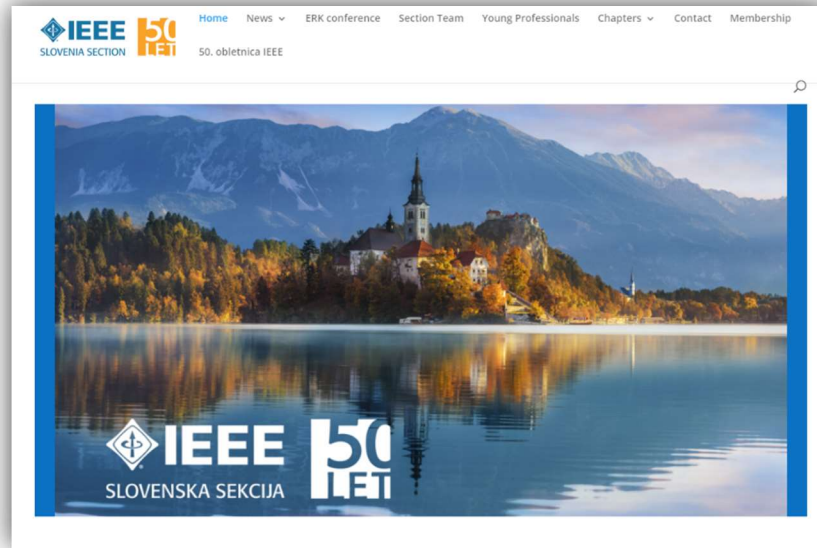 IEEE
SLOVENIA SECTION
50
LET
Home News ERK conference Section Team Young Professionals Chapters Contact Membership
50. obletnica IEEE
IEEE
SLOVENSKA SEKCIJA
50
LET